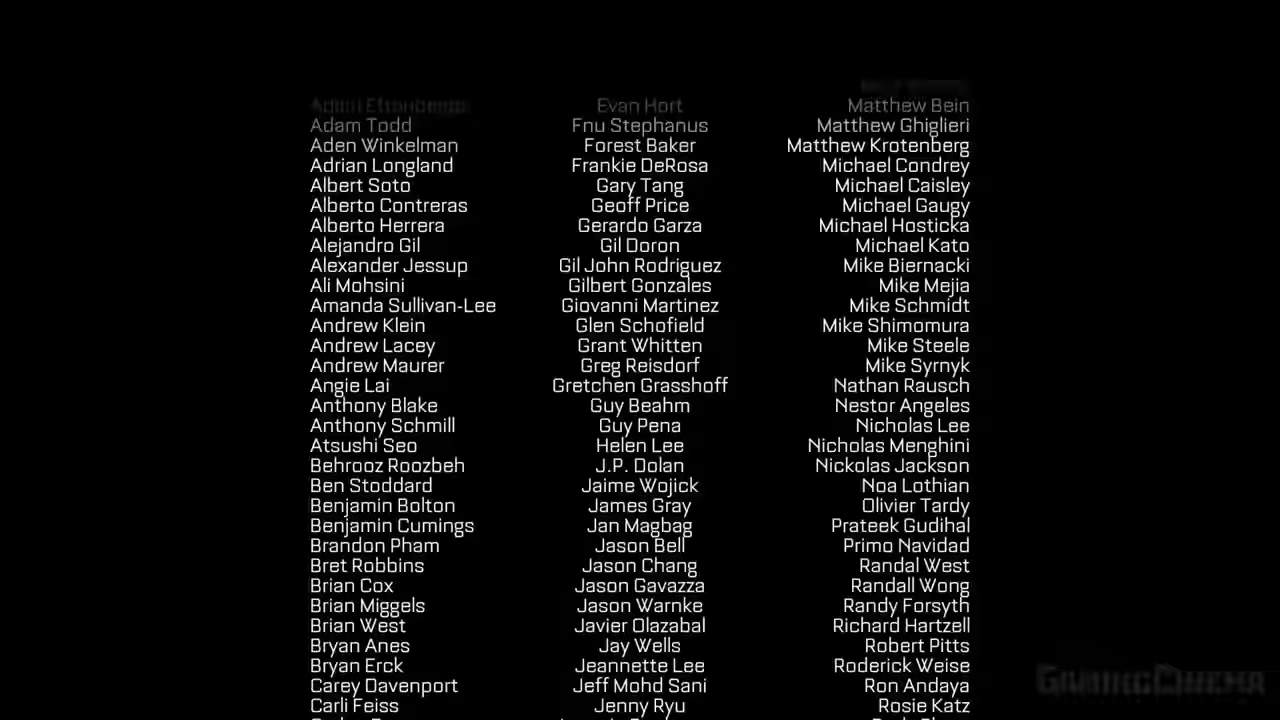 Evan Hort
Matthew Bein
Adam Todd
Fnu Stephanus
Matthew Ghiglieri
Aden Winkelman
Forest Baker
Matthew Krotenberg
Adrian Longland
Frankie DeRosa
Michael Condrey
Albert Soto
Gary Tang
Michael Caisley
Alberto Contreras
Geoff Price
Michael Gaugy
Alberto Herrera
Gerardo Garza
Michael Hosticka
Alejandro Gil
Gil Doron
Michael Kato
Alexander Jessup
Gil John Rodriguez
Mike Biernacki
Ali Mohsini
Gilbert Gonzales
Mike Mejia
Amanda Sullivan-Lee
Giovanni Martinez
Mike Schmidt
Andrew Klein
Glen Schofield
Mike Shimomura
Andrew Lacey
Grant Whitten
Mike Steele
Andrew Maurer
Greg Reisdorf
Mike Syrnyk
Angie Lai
Gretchen Grasshoff
Nathan Rausch
Anthony Blake
Guy Beahm
Nestor Angeles
Anthony Schmill
Guy Pena
Nicholas Lee
Atsushi Seo
Helen Lee
Nicholas Menghini
Behrooz Roozbeh
J.P. Dolan
Nickolas Jackson
Ben Stoddard
Jaime Wojick
Noa Lothian
Benjamin Bolton
James Gray
Olivier Tardy
Benjamin Cumings
Jan Magbag
Prateek Gudihal
Brandon Pham
Jason Bell
Primo Navidad
Bret Robbins
Jason Chang
Randal West
Brian Cox
Jason Gavazza
Randall Wong
Brian Miggels
Jason Warnke
Randy Forsyth
Brian West
Javier Olazabal
Richard Hartzell
Bryan Anes
Jay Wells
Robert Pitts
Bryan Erck
Jeannette Lee
Roderick Weise
Carey Davenport
Jeff Mohd Sani
Ron Andaya
Carli Feiss
Jenny Ryu
Rosie Katz